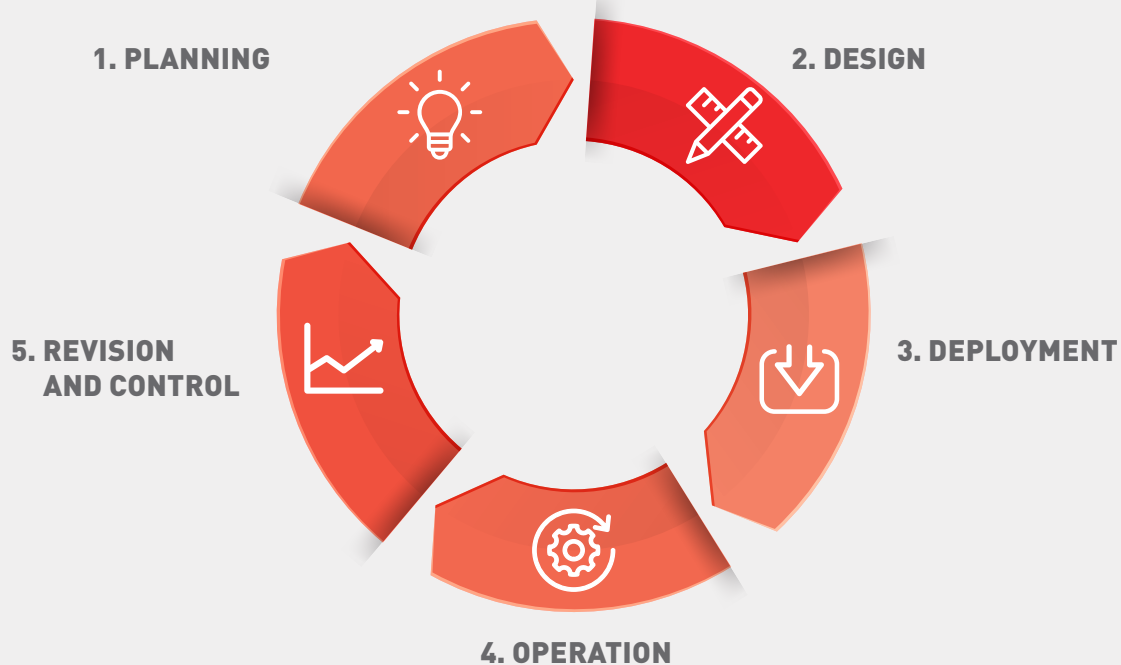 1. PLANNING
2. DESIGN
3. DEPLOYMENT
4. OPERATION
5. REVISION
AND CONTROL